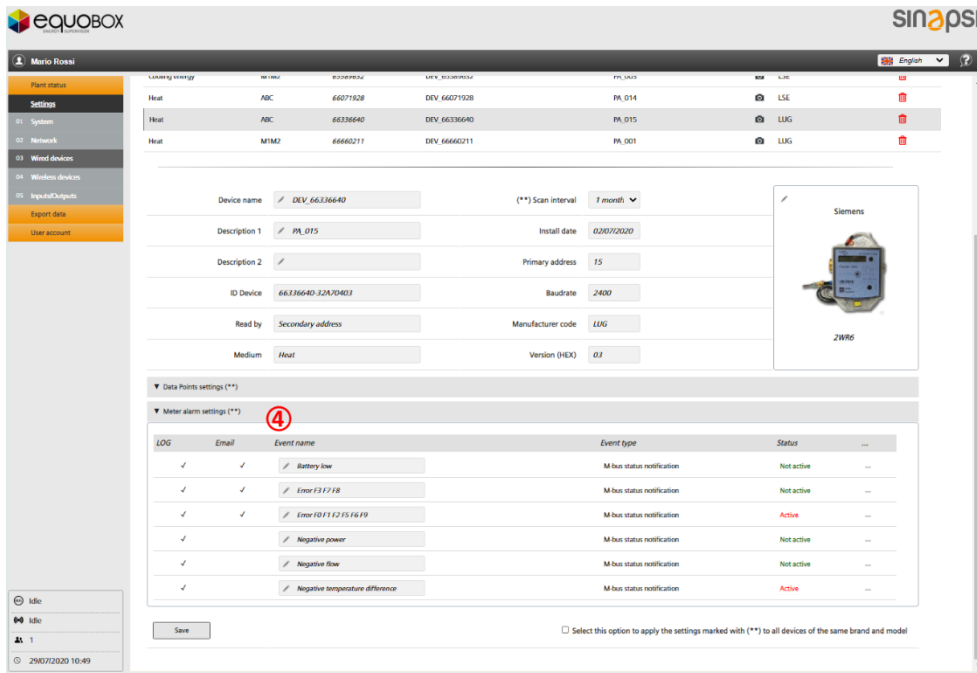 equobox
ENERGY SUPERVISOR
sinapsi
Mario Rossi
English
?
Plant status
Settings
01 System
02 Network
03 Wired devices
04 Wireless devices
05 Inputs/Outputs
Export data
User account
Cooling energy M1M2 65589652 DEV_65589652 PA_003 LSE
Heat ABC 66071928 DEV_66071928 PA_014 LSE
Heat ABC 66336640 DEV_66336640 PA_015 LUG
Heat M1M2 66660211 DEV_66660211 PA_001 LUG
Device name DEV_66336640 (**) Scan interval 1 month
Description 1 PA_015 Install date 02/07/2020
Description 2 Primary address 15
ID Device 66336640-32A70403 Baudrate 2400
Read by Secondary address Manufacturer code LUG
Medium Heat Version (HEX) 03
Siemens
2WR6
▼ Data Points settings (**)
▼ Meter alarm settings (**)
④
LOG Email Event name Event type Status ...
✓ ✓ Battery low M-bus status notification Not active ...
✓ ✓ Error F3 F7 F8 M-bus status notification Not active ...
✓ ✓ Error F0 F1 F2 F5 F6 F9 M-bus status notification Active ...
✓ Negative power M-bus status notification Not active ...
✓ Negative flow M-bus status notification Not active ...
✓ Negative temperature difference M-bus status notification Active ...
Save
Select this option to apply the settings marked with (**) to all devices of the same brand and model
Idle
Idle
1
29/07/2020 10:49